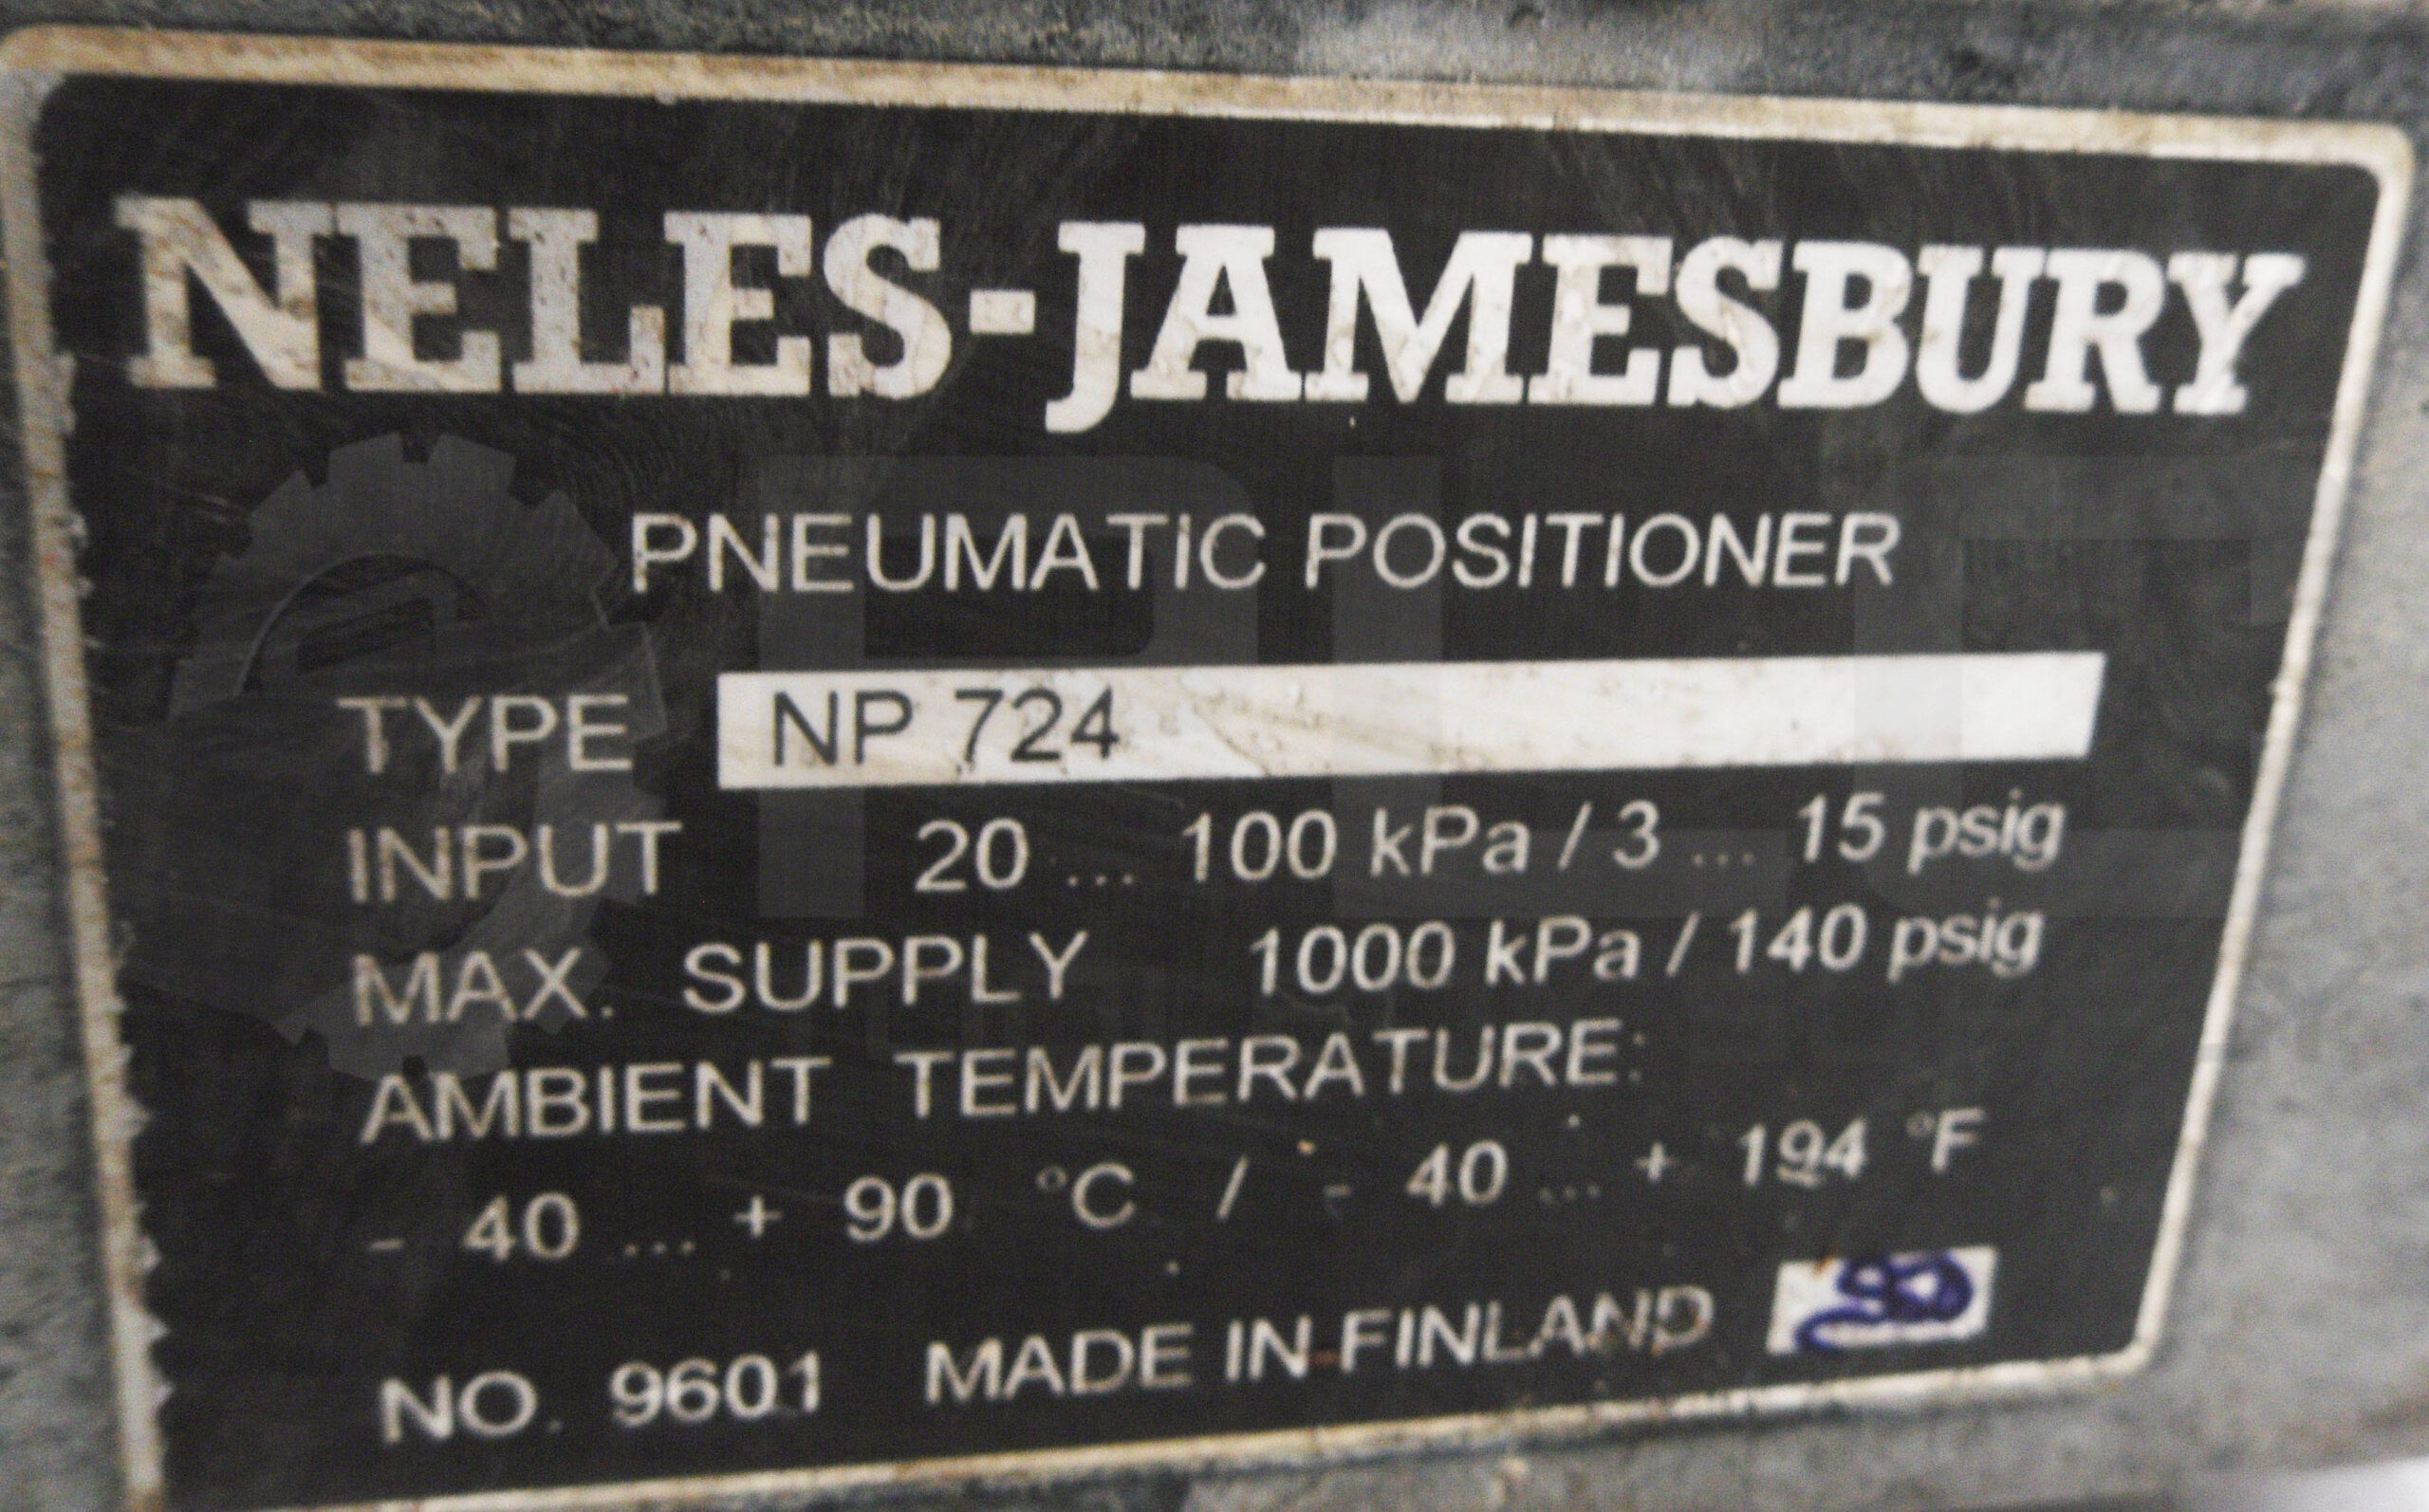 NELES-JAMESBURY
PNEUMATIC POSITIONER
TYPE NP 724
INPUT 20 ... 100 kPa / 3 ... 15 psig
MAX. SUPPLY 1000 kPa / 140 psig
AMBIENT TEMPERATURE:
- 40 ... + 90 °C / - 40 ... + 194 °F
NO. 9601 MADE IN FINLAND